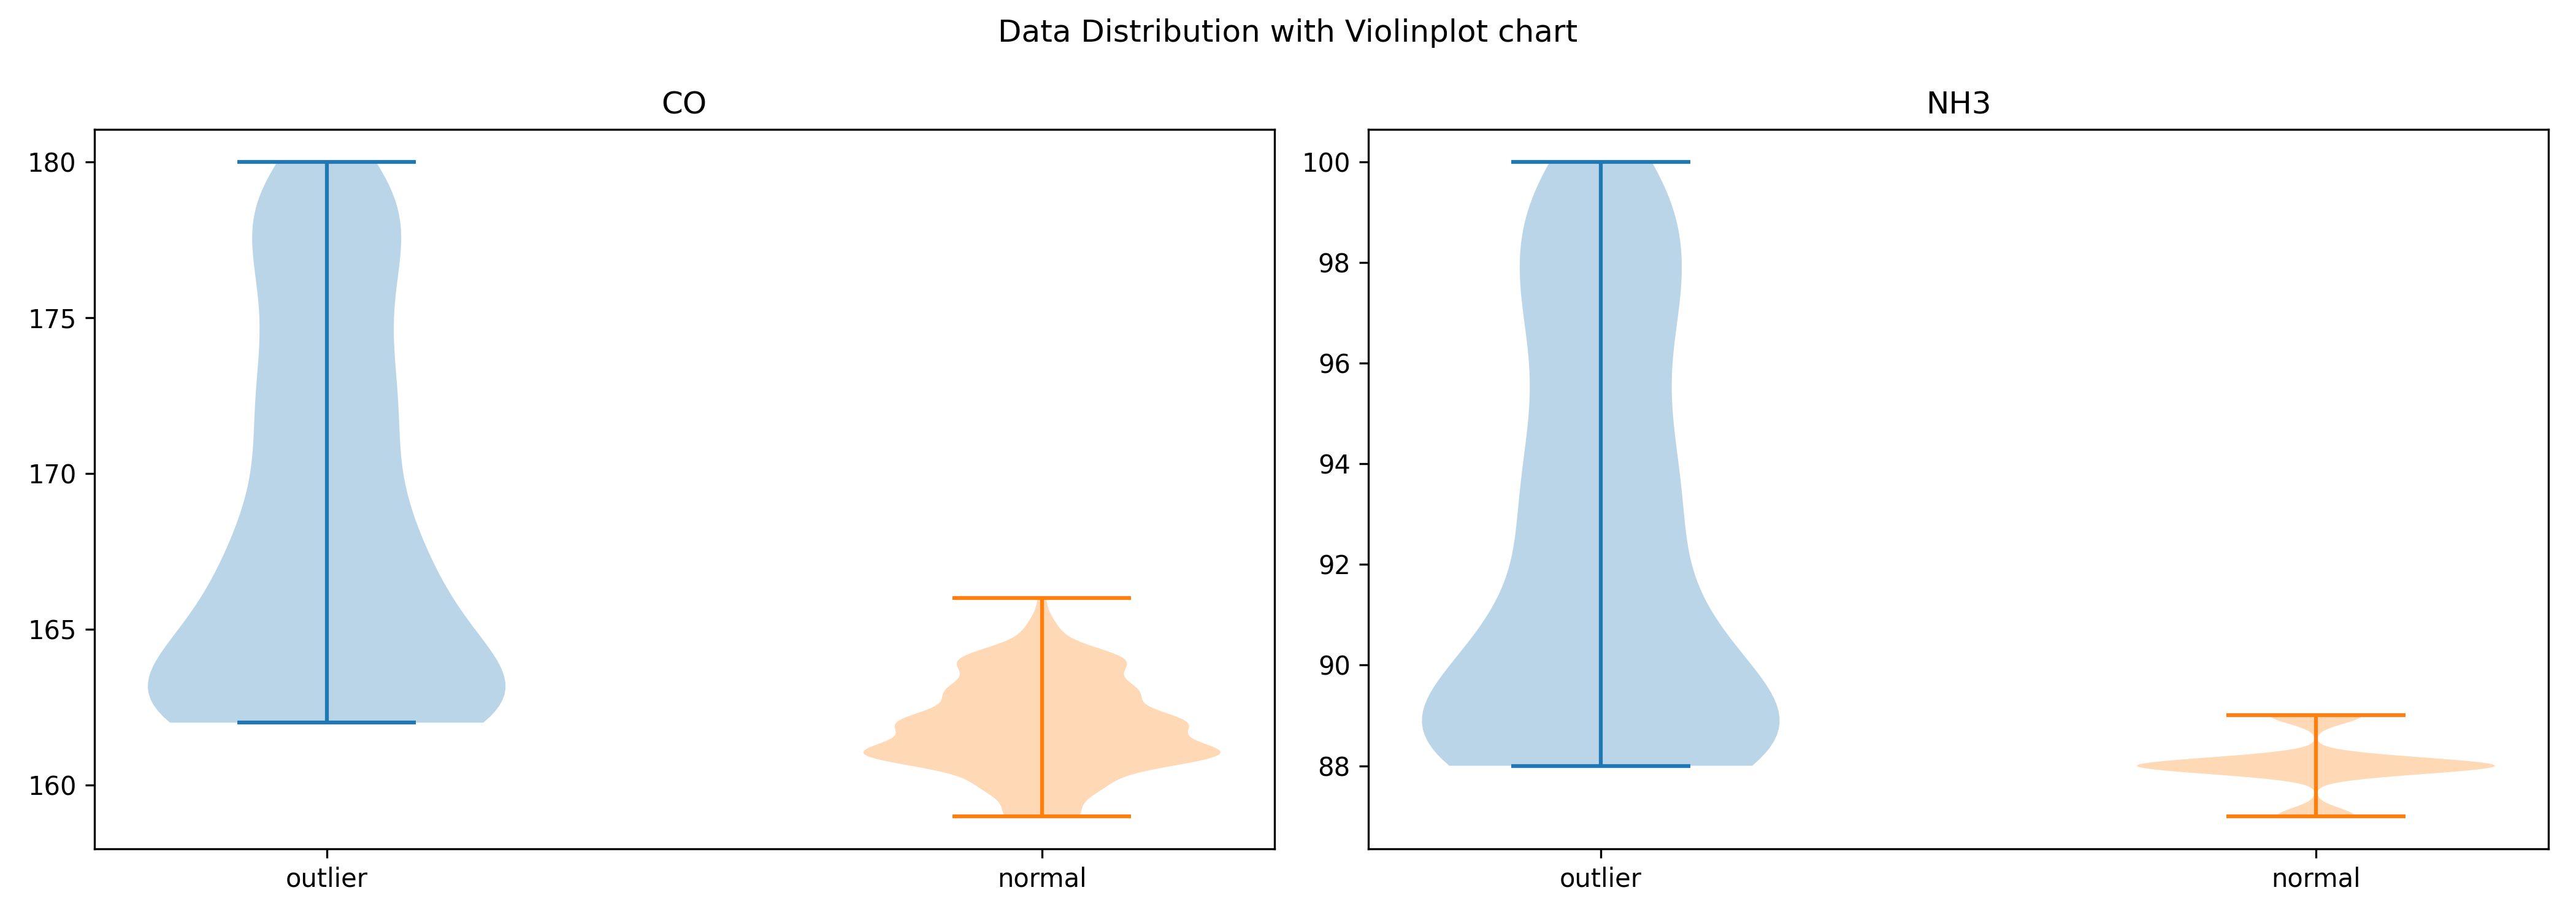 Data Distribution with Violinplot chart
CO
180
175
170
165
160
outlier normal
NH3
100
98
96
94
92
90
88
outlier normal